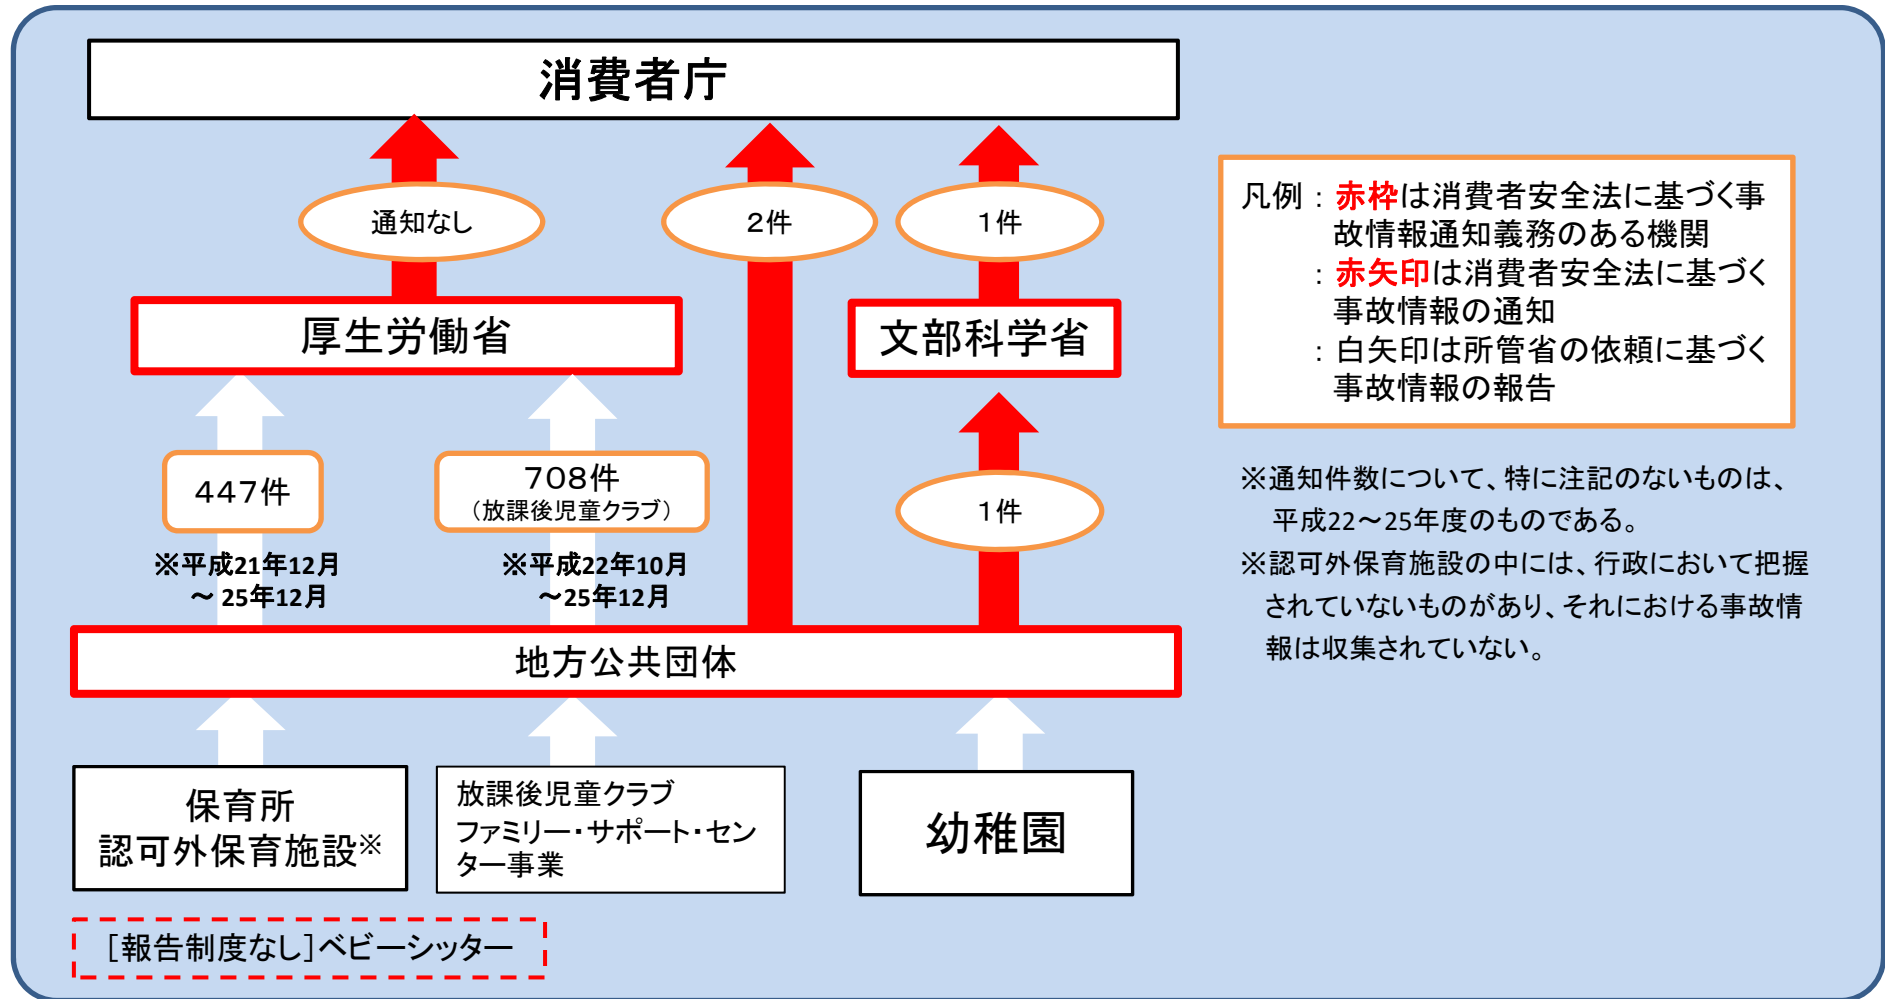 消費者庁
通知なし
2件
1件
厚生労働省
文部科学省
447件
708件
（放課後児童クラブ）
1件
※平成21年12月
～ 25年12月
※平成22年10月
～25年12月
地方公共団体
保育所
認可外保育施設※
放課後児童クラブ
ファミリー・サポート・セン
ター事業
幼稚園
［報告制度なし］ベビーシッター
凡例 : 赤枠は消費者安全法に基づく事
故情報通知義務のある機関
: 赤矢印は消費者安全法に基づく
事故情報の通知
: 白矢印は所管省の依頼に基づく
事故情報の報告
※通知件数について、特に注記のないものは、
平成22～25年度のものである。
※認可外保育施設の中には、行政において把握
されていないものがあり、それにおける事故情
報は収集されていない。